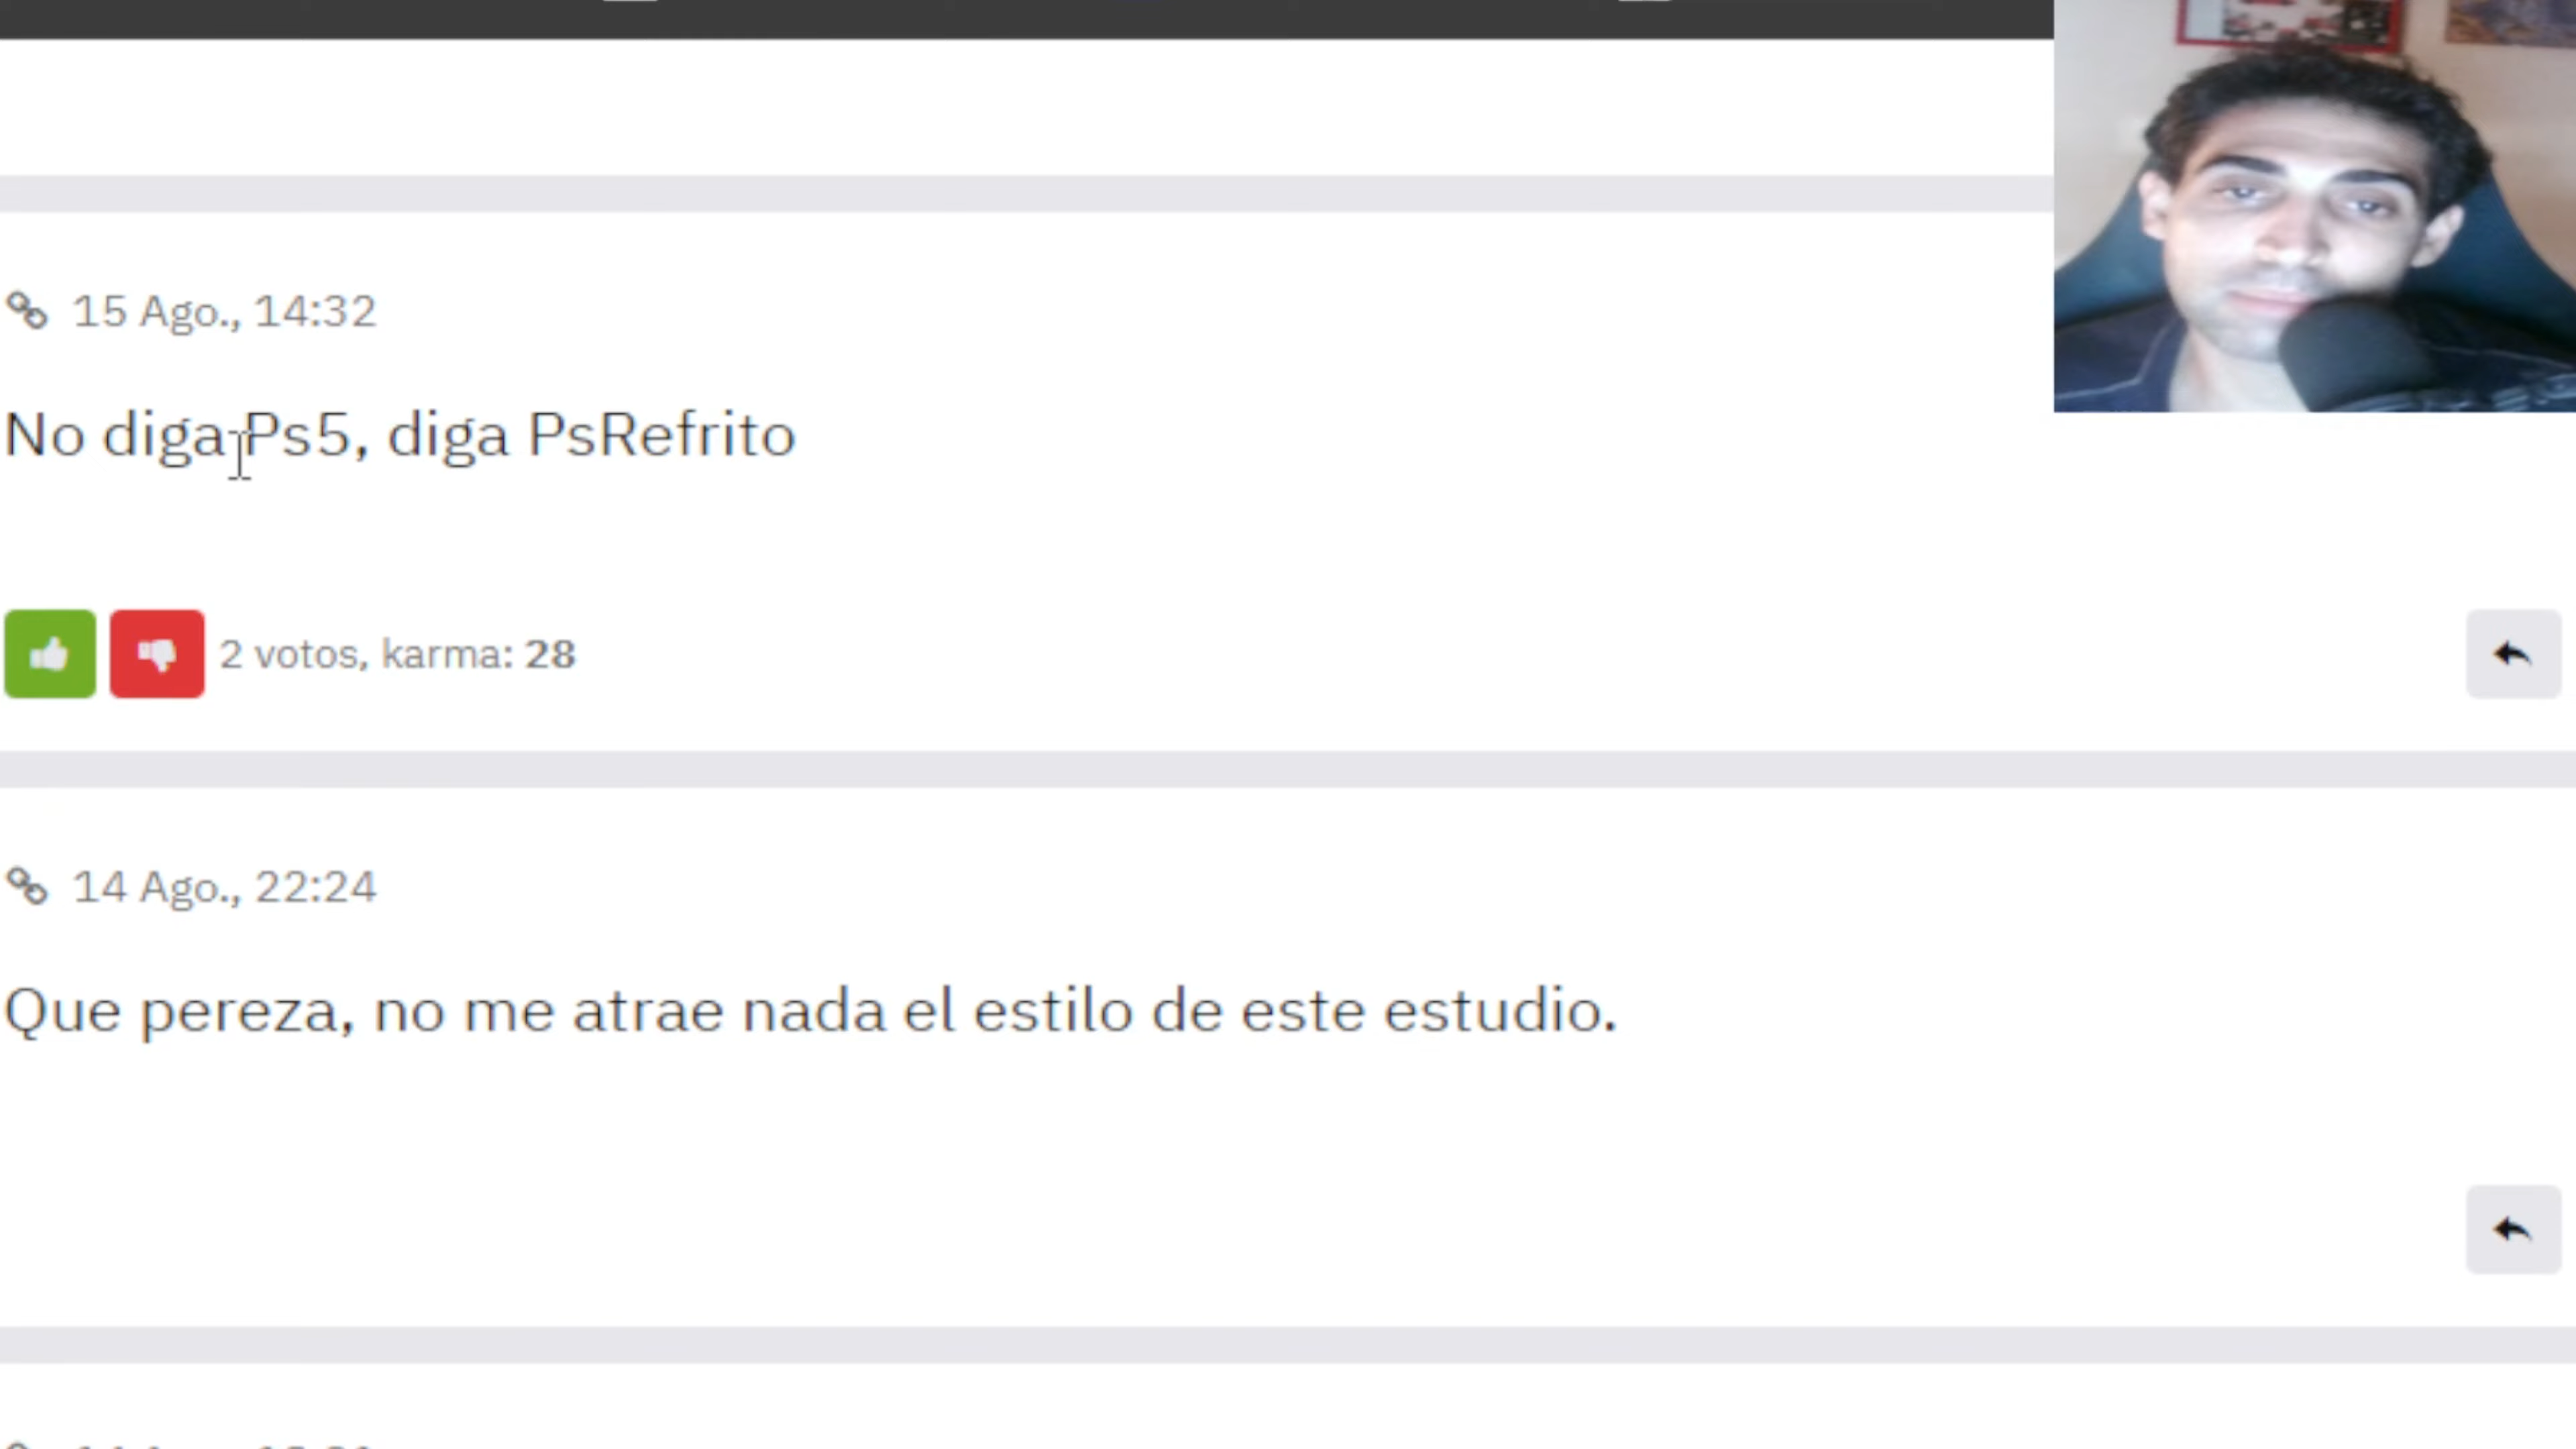 15 Ago., 14:32
No diga Ps5, diga PsRefrito
2 votos, karma: 28
14 Ago., 22:24
Que pereza, no me atrae nada el estilo de este estudio.